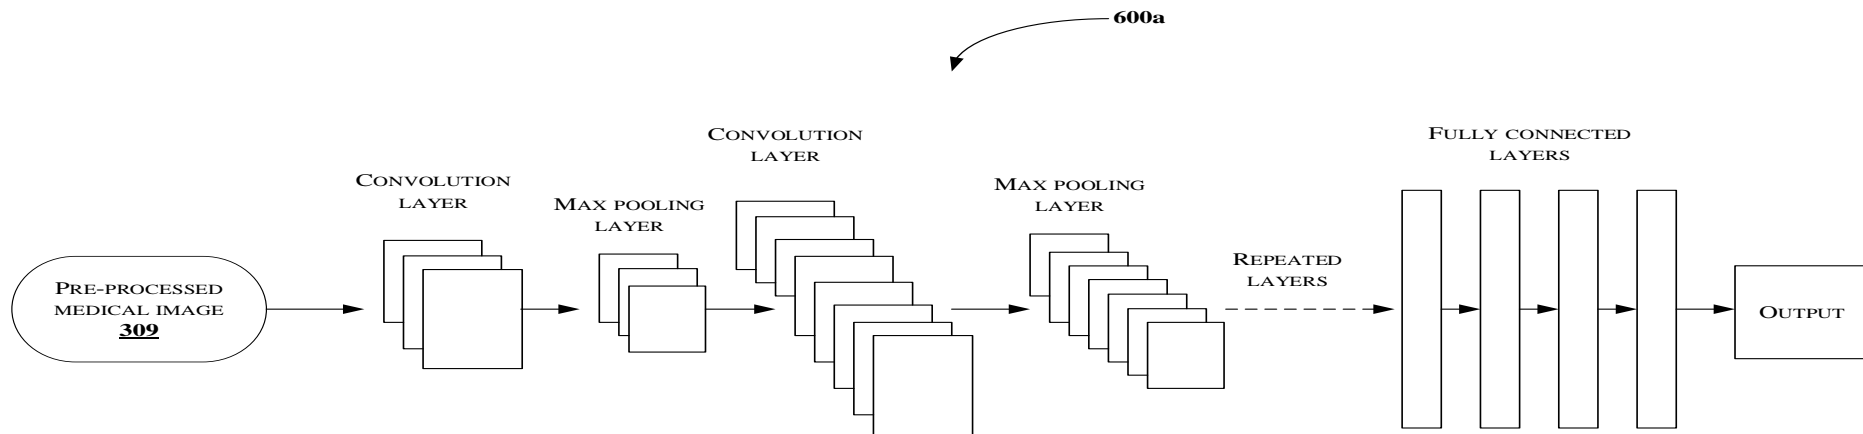 600a
CONVOLUTION
LAYER
FULLY CONNECTED
LAYERS
CONVOLUTION
LAYER
MAX POOLING
LAYER
MAX POOLING
LAYER
REPEATED
LAYERS
PRE-PROCESSED
MEDICAL IMAGE
309
OUTPUT